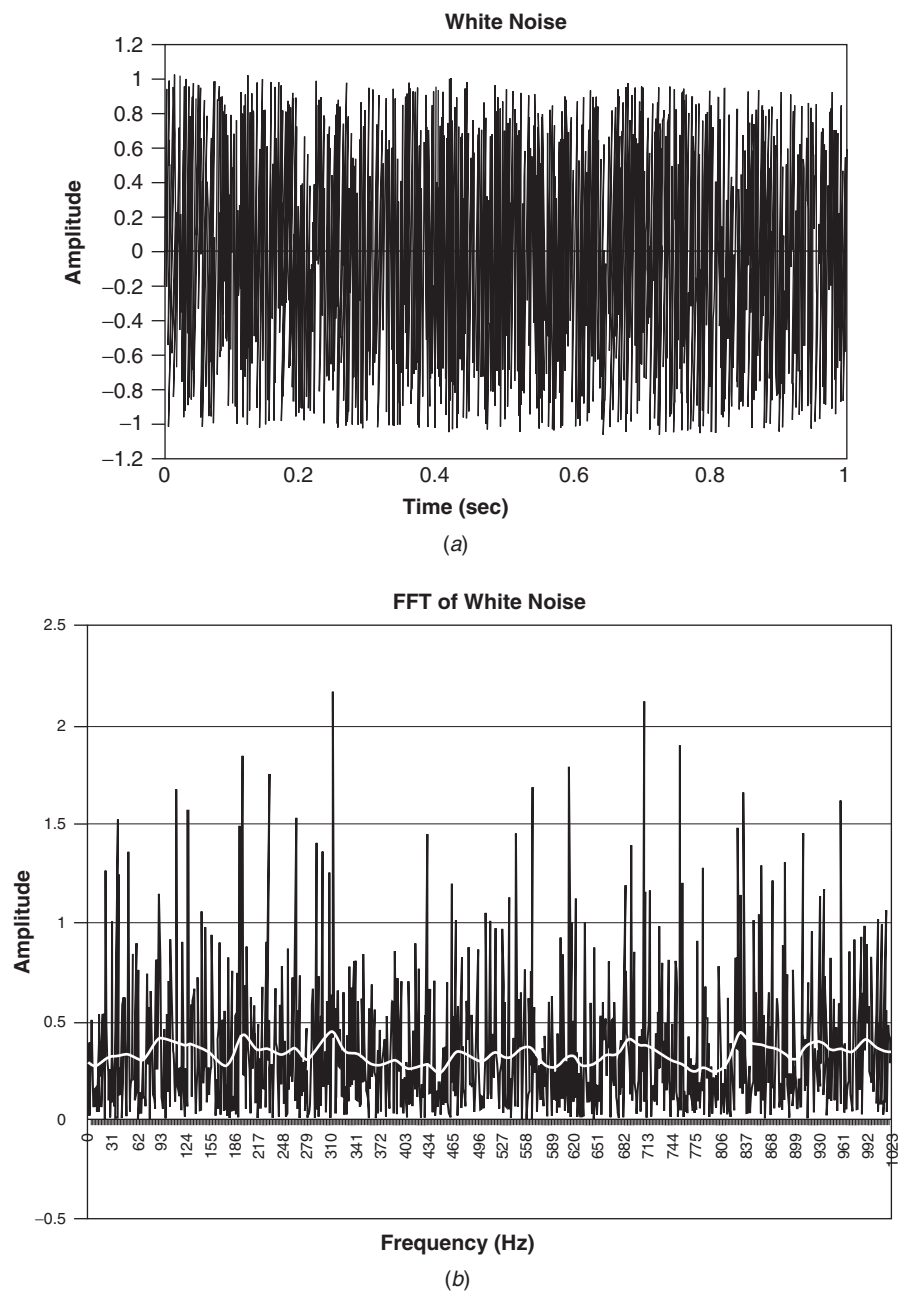 White Noise
1.2
1
0.8
0.6
0.4
0.2
0
−0.2
−0.4
−0.6
−0.8
−1
−1.2
Amplitude
0 0.2 0.4 0.6 0.8 1
Time (sec)
(a)
FFT of White Noise
2.5
2
1.5
1
0.5
0
−0.5
Amplitude
0 31 62 93 124 155 186 217 248 279 310 341 372 403 434 465 496 527 558 589 620 651 682 713 744 775 806 837 868 899 930 961 992 1023
Frequency (Hz)
(b)